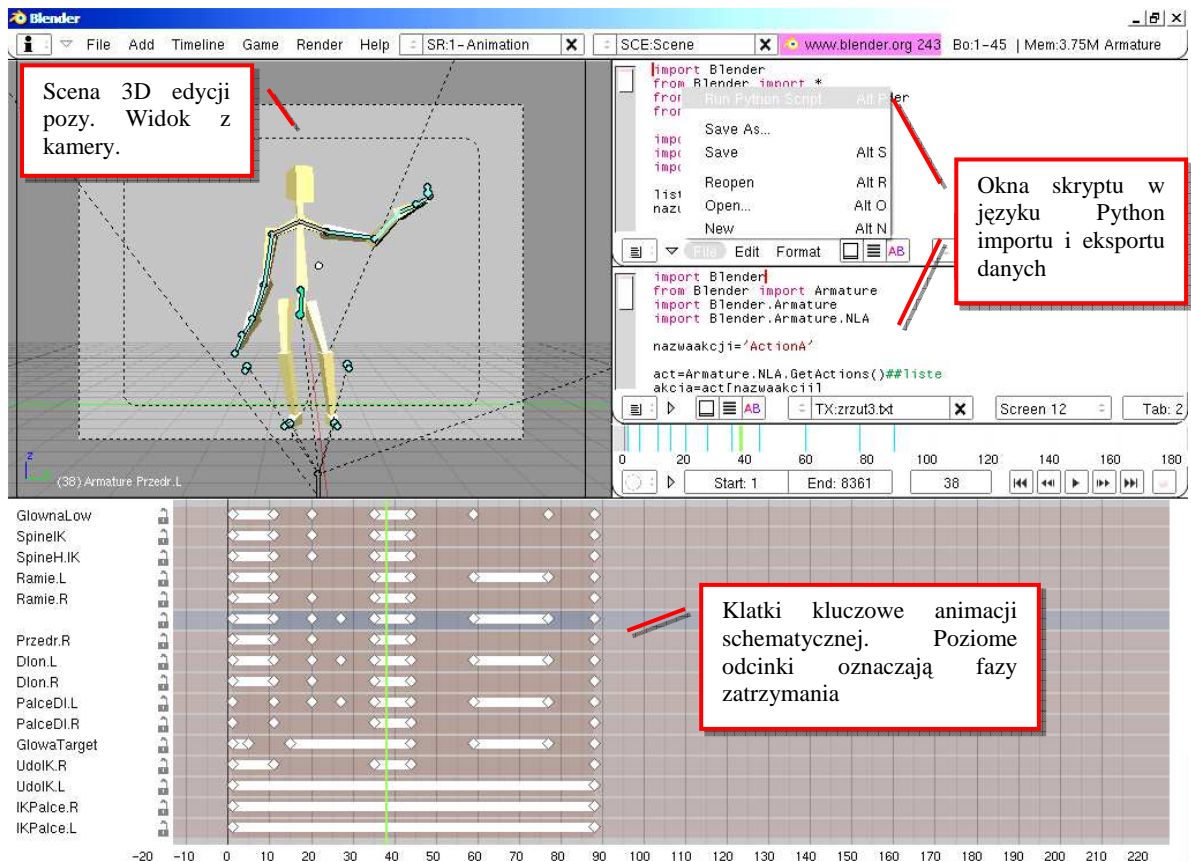 Blender
File Add Timeline Game Render Help SR:1-Animation SCE:Scene www.blender.org 243 Bo:1-45 | Mem:3.75M Armature
Scena 3D edycji
pozy. Widok z
kamery.
(38) Armature Przedr.L
z
import Blender
from Blender import *
Run Python Script Alt P
Save As...
Save Alt S
Reopen Alt R
Open... Alt O
New Alt N
File Edit Format AB
Okna skryptu w
języku Python
importu i eksportu
danych
import Blender
from Blender import Armature
import Blender.Armature
import Blender.Armature.NLA
nazwaakcji='ActionA'
act=Armature.NLA.GetActions()##liste
akcja=act[nazwaakcji]
AB TX:zrzut3.txt Screen 12 Tab: 2
0 20 40 60 80 100 120 140 160 180
Start: 1 End: 8361 38
GlownaLow
SpineIK
SpineH.IK
Ramie.L
Ramie.R
Przedr.R
Dlon.L
Dlon.R
PalceDl.L
PalceDl.R
GlowaTarget
UdoIK.R
UdoIK.L
IKPalce.R
IKPalce.L
Klatki kluczowe animacji
schematycznej. Poziome
odcinki oznaczają fazy
zatrzymania
-20 -10 0 10 20 30 40 50 60 70 80 90 100 110 120 130 140 150 160 170 180 190 200 210 220